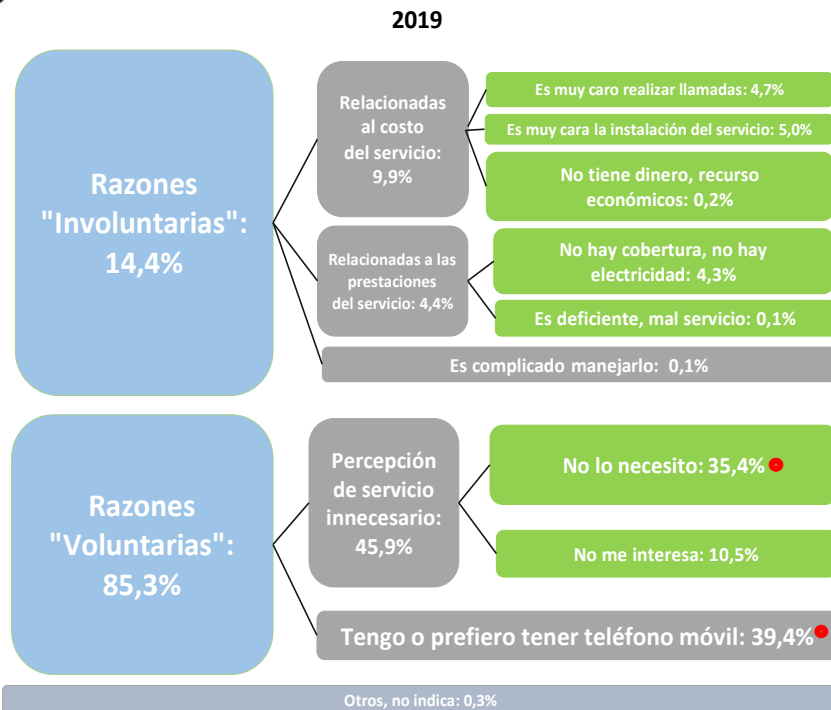 2019
Razones
"Involuntarias":
14,4%
Relacionadas
al costo
del servicio:
9,9%
Es muy caro realizar llamadas: 4,7%
Es muy cara la instalación del servicio: 5,0%
No tiene dinero, recurso
económicos: 0,2%
Relacionadas a las
prestaciones
del servicio: 4,4%
No hay cobertura, no hay
electricidad: 4,3%
Es deficiente, mal servicio: 0,1%
Es complicado manejarlo: 0,1%
Razones
"Voluntarias":
85,3%
Percepción
de servicio
innecesario:
45,9%
No lo necesito: 35,4%
No me interesa: 10,5%
Tengo o prefiero tener teléfono móvil: 39,4%
Otros, no indica: 0,3%